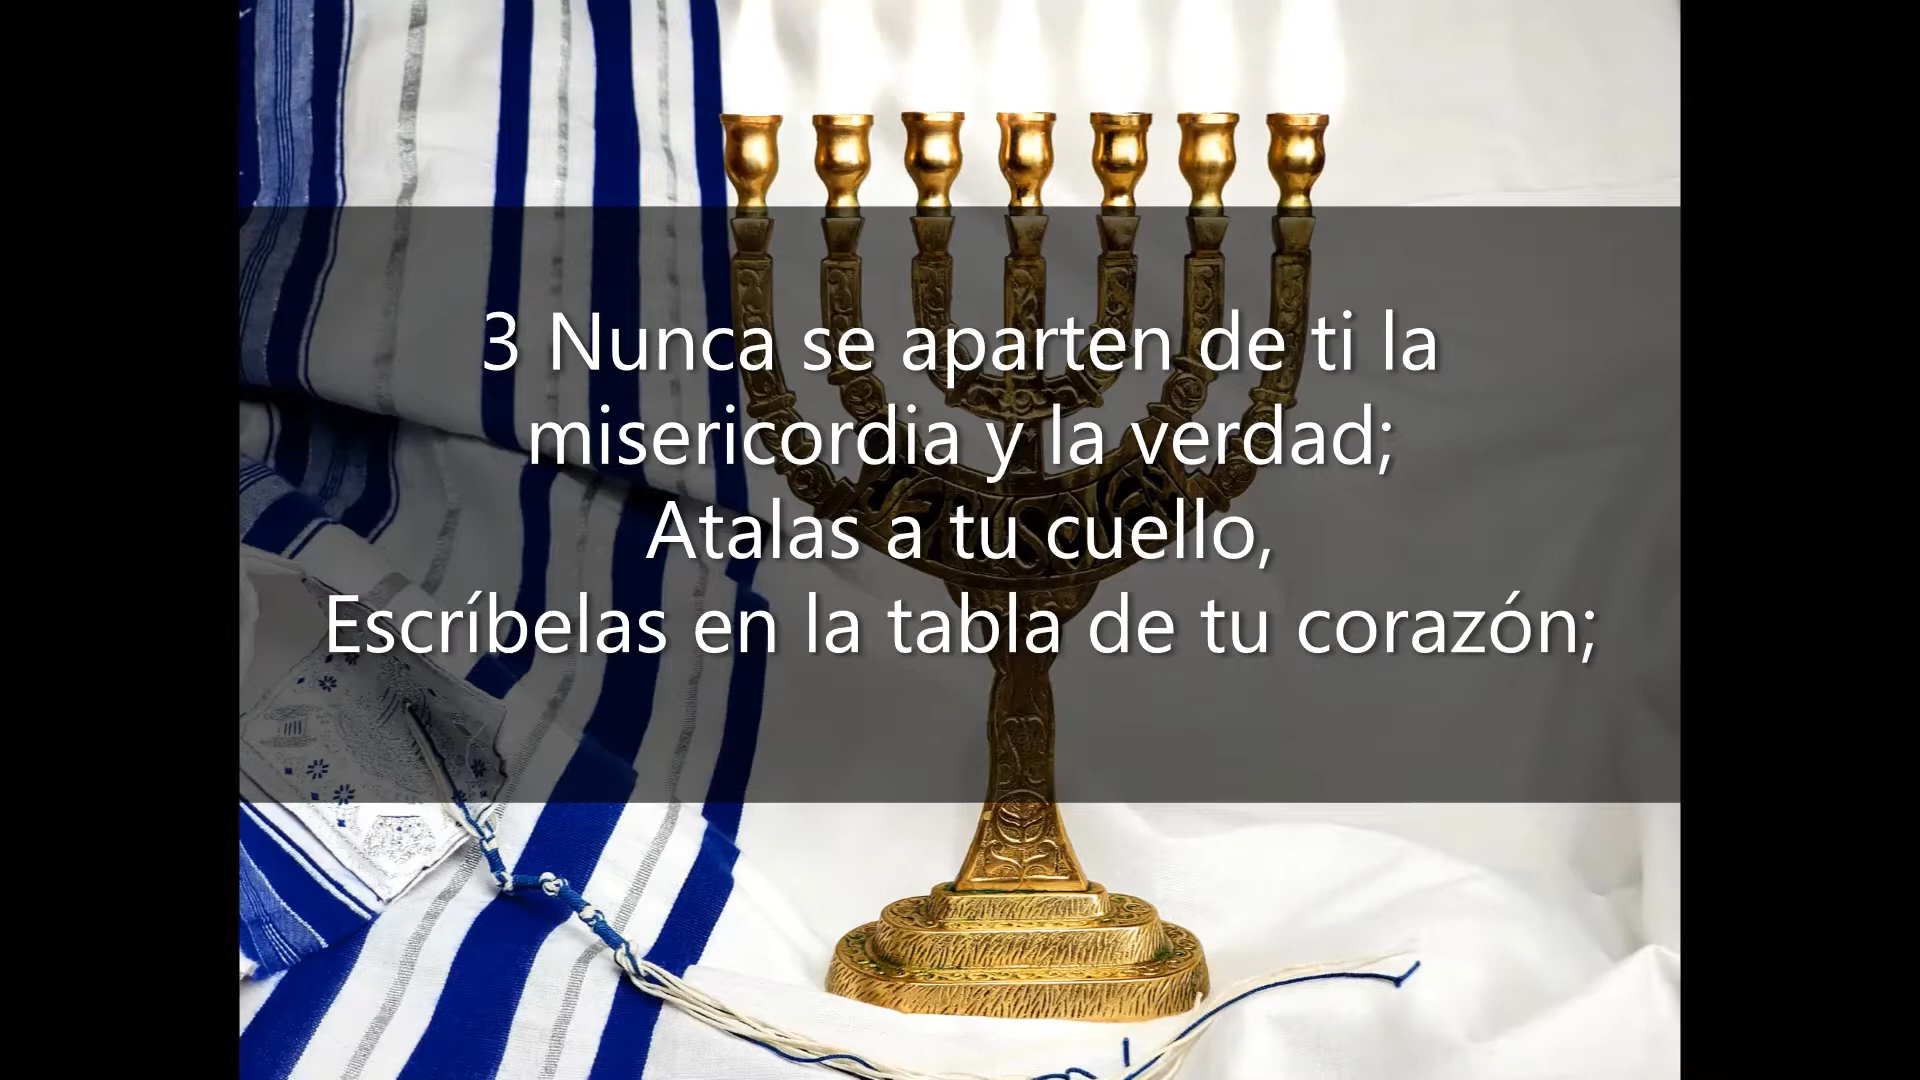 3 Nunca se aparten de ti la
misericordia y la verdad;
Atalas a tu cuello,
Escríbelas en la tabla de tu corazón;